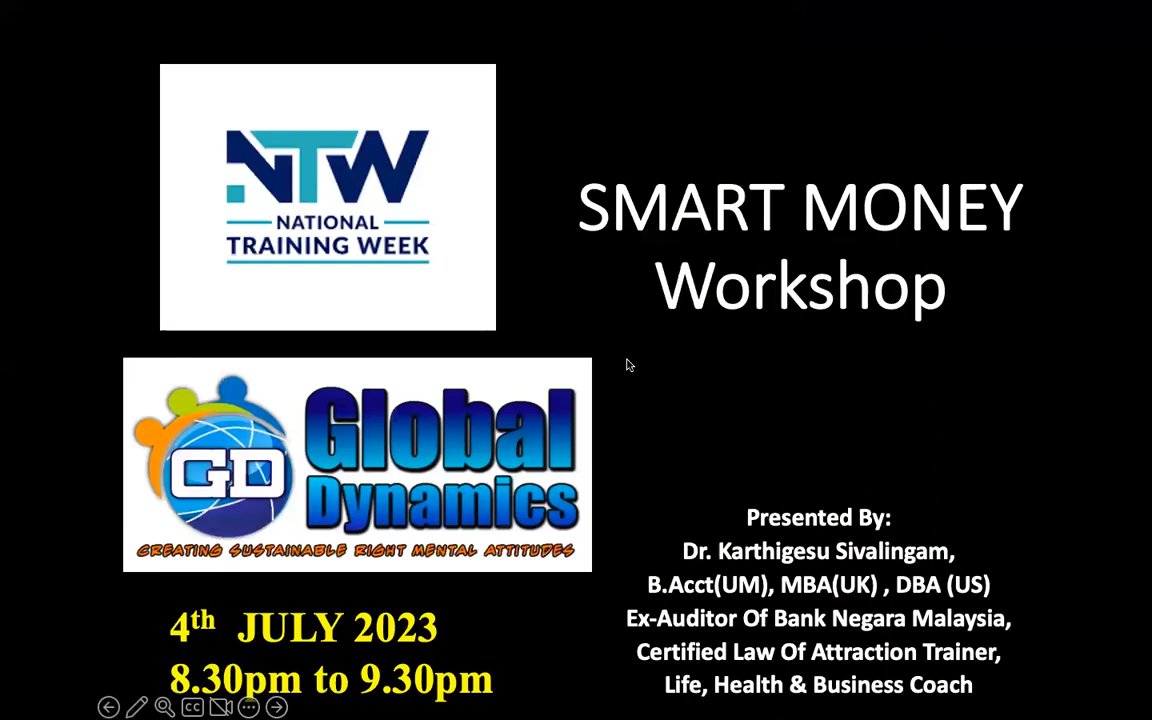 NTW
NATIONAL
TRAINING WEEK
SMART MONEY
Workshop
GD
Global
Dynamics
CREATING SUSTAINABLE RIGHT MENTAL ATTITUDES
4th JULY 2023
8.30pm to 9.30pm
Presented By:
Dr. Karthigesu Sivalingam,
B.Acct(UM), MBA(UK) , DBA (US)
Ex-Auditor Of Bank Negara Malaysia,
Certified Law Of Attraction Trainer,
Life, Health & Business Coach
CC